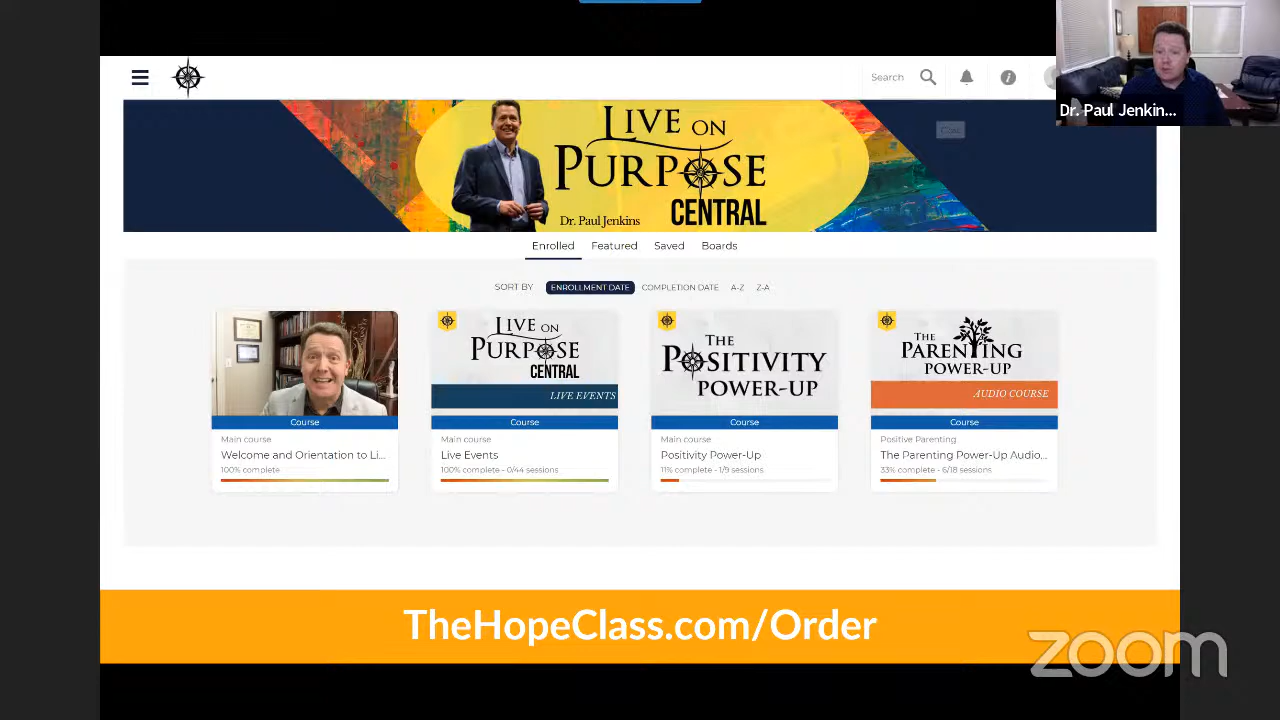 Search
Dr. Paul Jenkin...
LIVE ON
PURPOSE
CENTRAL
Dr. Paul Jenkins
Enrolled Featured Saved Boards
SORT BY ENROLLMENT DATE COMPLETION DATE A-Z Z-A
LIVE ON
PURPOSE
CENTRAL
LIVE EVENTS
THE
POSITIVITY
POWER-UP
THE
PARENTING
POWER-UP
AUDIO COURSE
Course Course Course Course
Main course
Welcome and Orientation to Li...
100% complete
Main course
Live Events
100% complete - 0/44 sessions
Main course
Positivity Power-Up
11% complete - 1/9 sessions
Positive Parenting
The Parenting Power-Up Audio...
33% complete - 6/18 sessions
TheHopeClass.com/Order
zoom